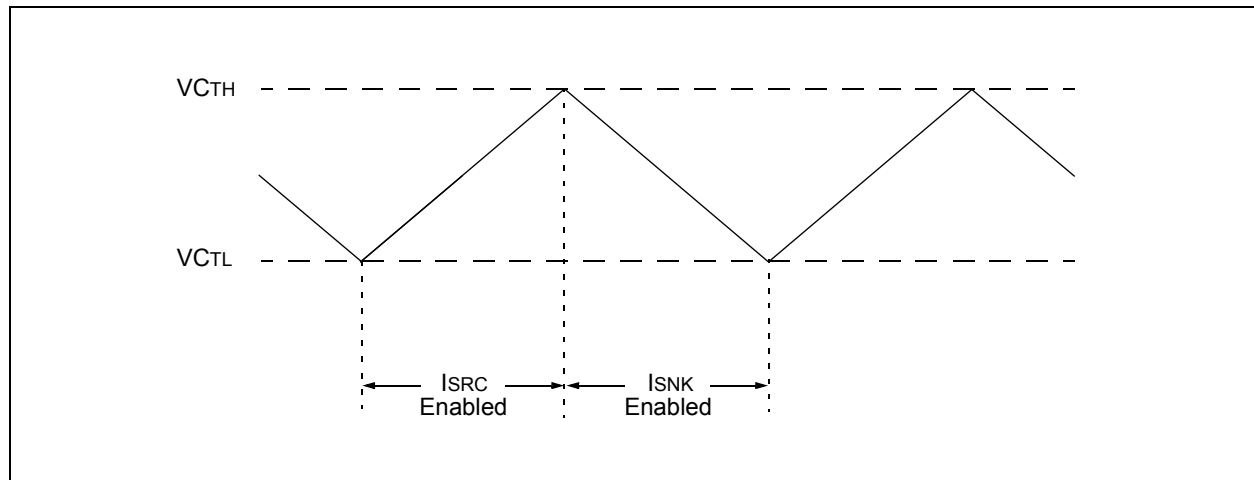 VCTH
VCTL
ISRC
Enabled
ISNK
Enabled